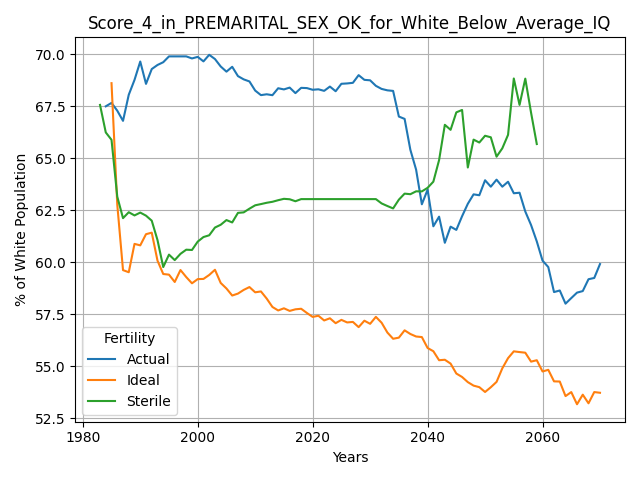 Score_4_in_PREMARITAL_SEX_OK_for_White_Below_Average_IQ
70.0
67.5
65.0
62.5
60.0
57.5
55.0
52.5
% of White Population
Fertility
Actual
Ideal
Sterile
1980
2000
2020
2040
2060
Years